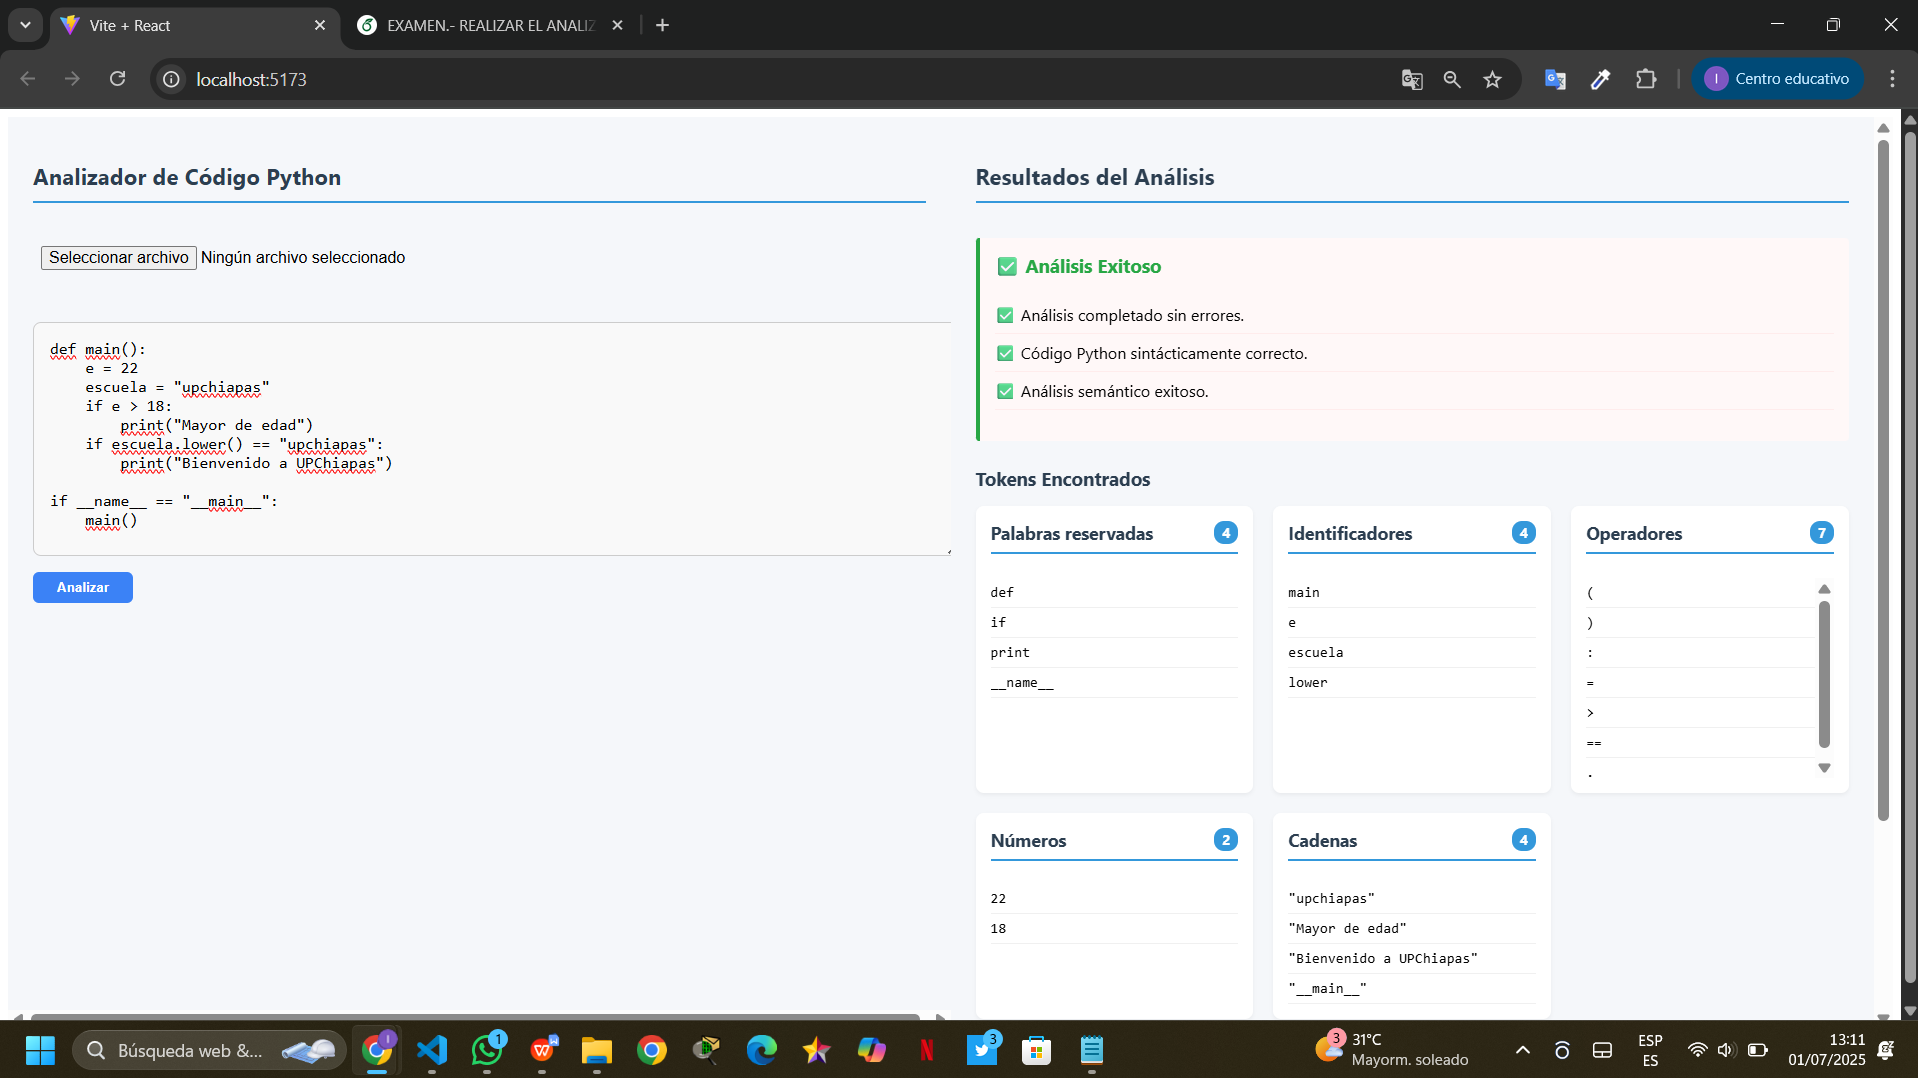 Vite + React
EXAMEN.- REALIZAR EL ANALIZ
localhost:5173
I
Centro educativo
Analizador de Código Python
Seleccionar archivo Ningún archivo seleccionado
def main():
    e = 22
    escuela = "upchiapas"
    if e > 18:
        print("Mayor de edad")
    if escuela.lower() == "upchiapas":
        print("Bienvenido a UPChiapas")
if __name__ == "__main__":
    main()
Analizar
Resultados del Análisis
✅ Análisis Exitoso
✅ Análisis completado sin errores.
✅ Código Python sintácticamente correcto.
✅ Análisis semántico exitoso.
Tokens Encontrados
Palabras reservadas 4
def
if
print
__name__
Identificadores 4
main
e
escuela
lower
Operadores 7
(
)
:
=
>
==
.
Números 2
22
18
Cadenas 4
"upchiapas"
"Mayor de edad"
"Bienvenido a UPChiapas"
"__main__"
Búsqueda web &...
I
1
W
N
3
3
31°C
Mayorm. soleado
ESP
ES
13:11
01/07/2025